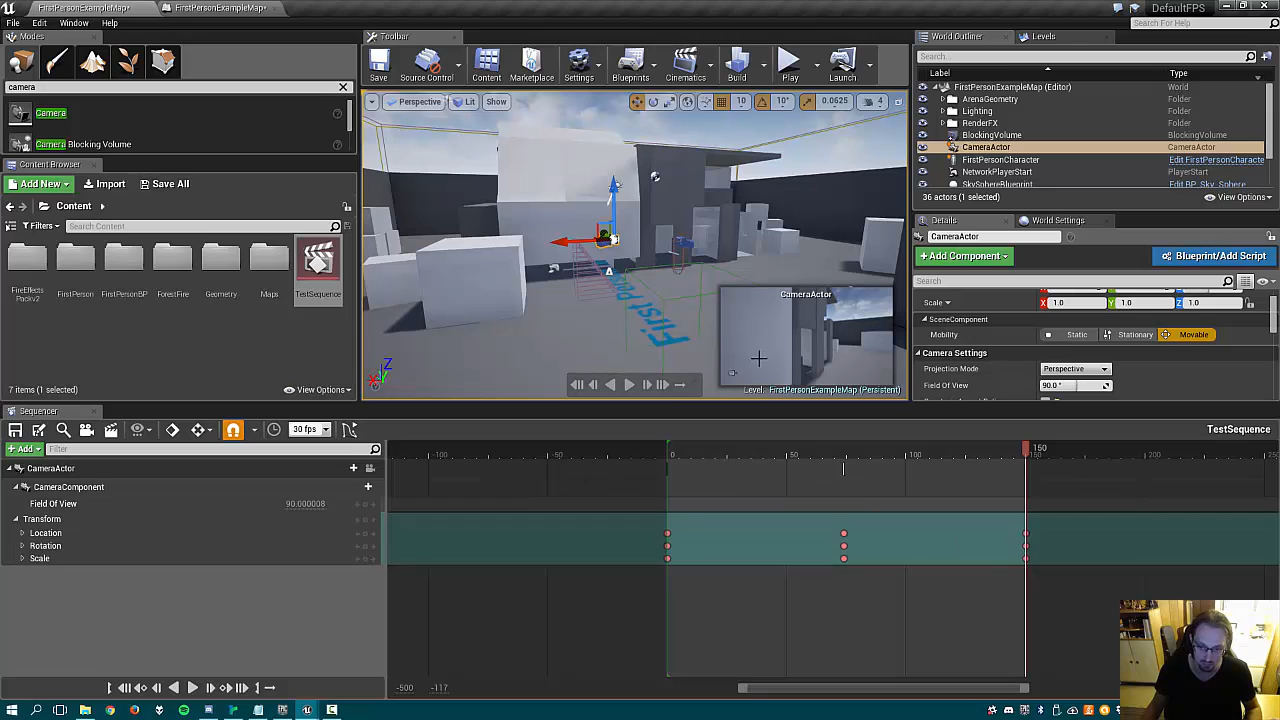 FirstPersonExampleMap*
FirstPersonExampleMap*
DefaultFPS
File Edit Window Help
Search For Help
Modes
Toolbar
World Outliner
Levels
camera
Save
Source Control
Content
Marketplace
Settings
Blueprints
Cinematics
Build
Play
Launch
Search...
Label
Type
FirstPersonExampleMap (Editor)
World
ArenaGeometry
Folder
Lighting
Folder
RenderFX
Folder
BlockingVolume
BlockingVolume
CameraActor
CameraActor
FirstPersonCharacter
Edit FirstPersonCharacte
NetworkPlayerStart
PlayerStart
SkySphereBlueprint
Edit BP_Sky_Sphere
36 actors (1 selected)
View Options
Camera
Camera Blocking Volume
Perspective
Lit
Show
10
10°
0.0625
4
Content Browser
Add New
Import
Save All
Content
Filters
Search Content
FireEffects
Packv2
FirstPerson
FirstPersonBP
ForestFire
Geometry
Maps
TestSequence
7 items (1 selected)
View Options
First Pers
CameraActor
Z
X
Y
Level: FirstPersonExampleMap (Persistent)
Details
World Settings
CameraActor
Add Component
Blueprint/Add Script
Search
Scale
X 1.0
Y 1.0
Z 1.0
SceneComponent
Mobility
Static
Stationary
Movable
Camera Settings
Projection Mode
Perspective
Field Of View
90.0 °
Sequencer
30 fps
TestSequence
Add
Filter
-100
-50
0
50
100
150
150
200
250
CameraActor
CameraComponent
Field Of View
90.000008
Transform
Location
Rotation
Scale
-500
-117